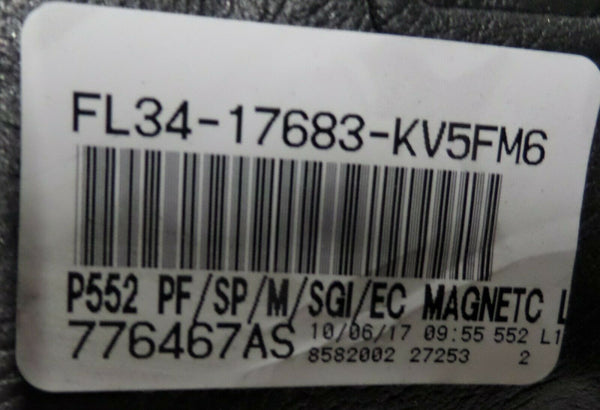 FL34-17683-KV5FM6
P552 PF/SP/M/SGI/EC MAGNETC L
776467AS 10/06/17 09:55 552 L1
8582002 27253 2